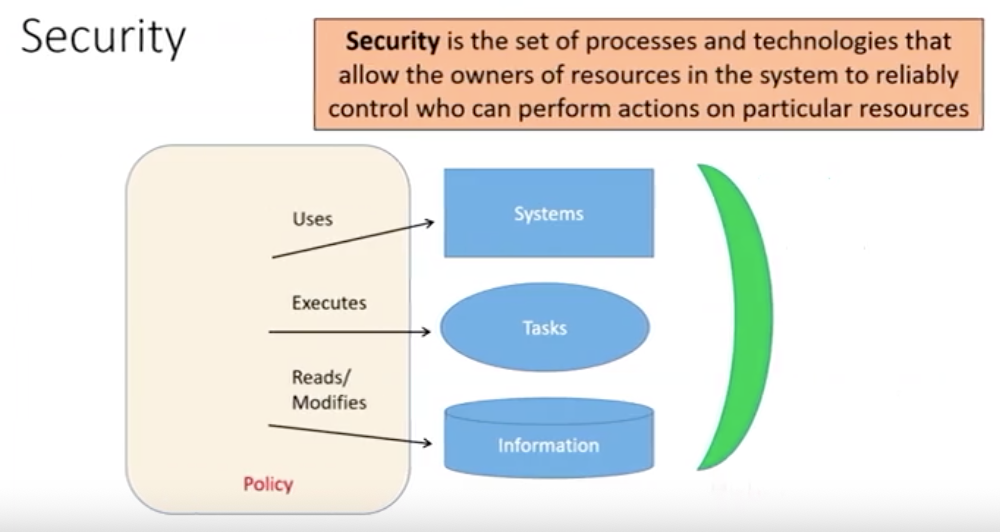 Security
Security is the set of processes and technologies that
allow the owners of resources in the system to reliably
control who can perform actions on particular resources
Uses
Systems
Executes
Tasks
Reads/
Modifies
Information
Policy